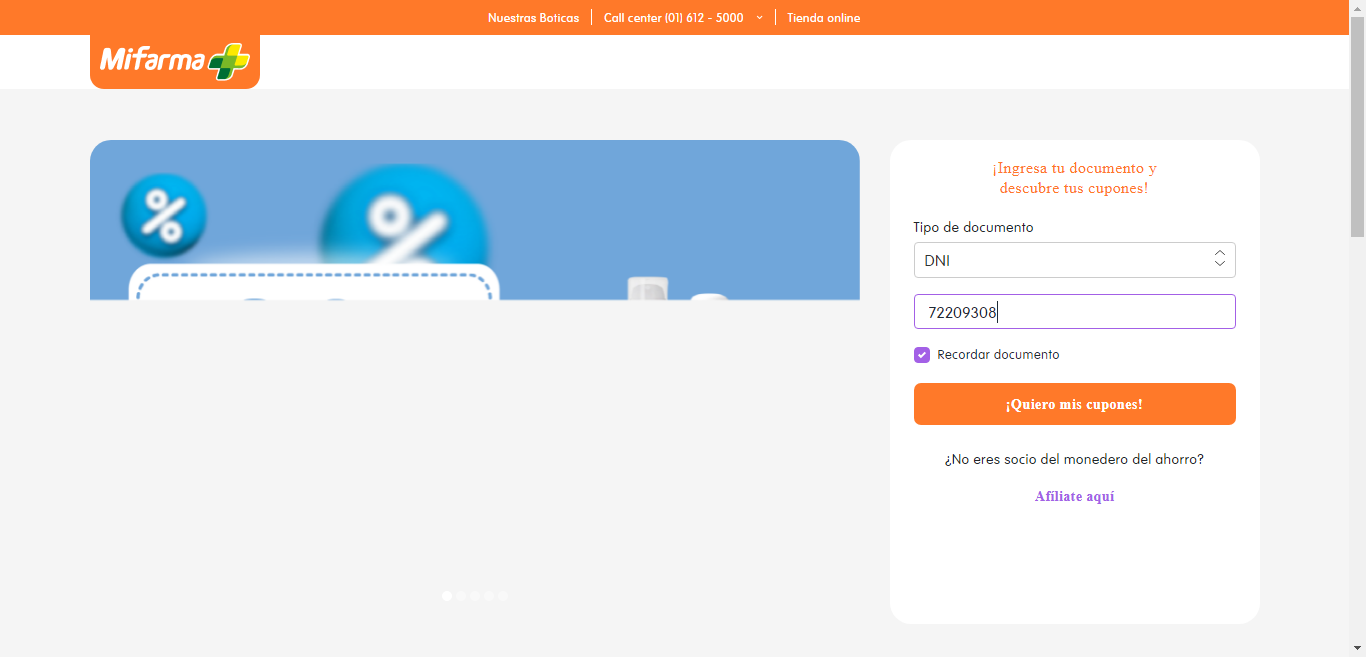 Nuestras Boticas
Call center (01) 612 - 5000
Tienda online
Mifarma
¡Ingresa tu documento y
descubre tus cupones!
Tipo de documento
DNI
72209308
Recordar documento
¡Quiero mis cupones!
¿No eres socio del monedero del ahorro?
Afíliate aquí